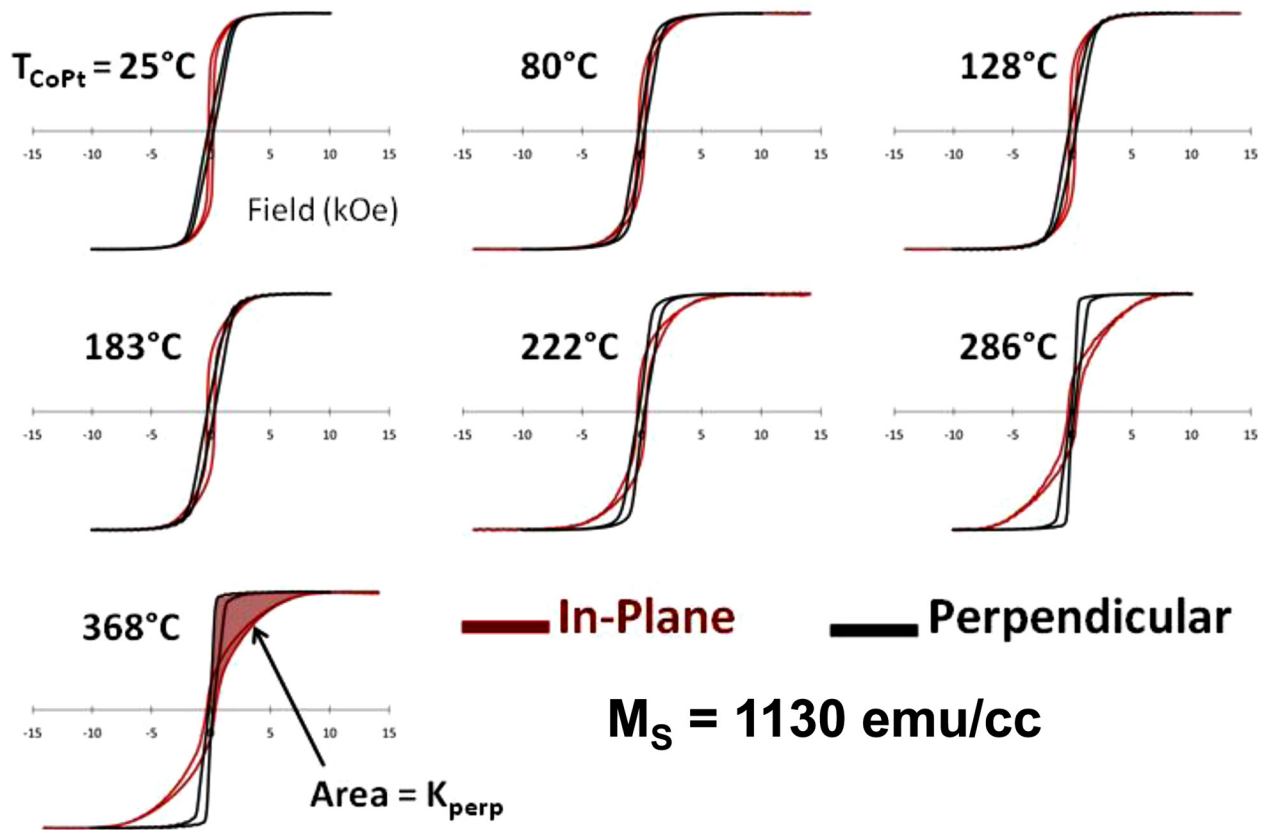 T_CoPt = 25°C
80°C
128°C
-15 -10 -5 5 10 15
-15 -10 -5 5 10 15
-15 -10 -5 5 10 15
Field (kOe)
183°C
222°C
286°C
-15 -10 -5 5 10 15
-15 -10 -5 5 10 15
-15 -10 -5 5 10 15
368°C
In-Plane
Perpendicular
-15 -10 -5 5 10 15
M_S = 1130 emu/cc
Area = K_perp